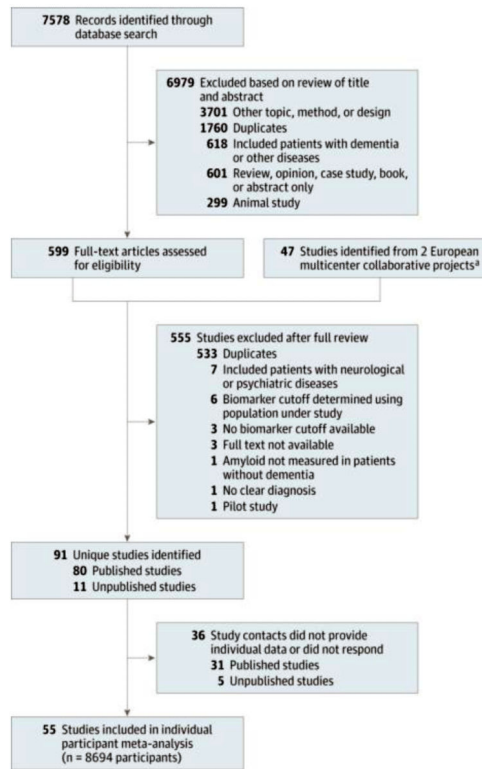 7578 Records identified through
database search
6979 Excluded based on review of title
and abstract
3701 Other topic, method, or design
1760 Duplicates
618 Included patients with dementia
or other diseases
601 Review, opinion, case study, book,
or abstract only
299 Animal study
599 Full-text articles assessed
for eligibility
47 Studies identified from 2 European
multicenter collaborative projectsa
555 Studies excluded after full review
533 Duplicates
7 Included patients with neurological
or psychiatric diseases
6 Biomarker cutoff determined using
population under study
3 No biomarker cutoff available
3 Full text not available
1 Amyloid not measured in patients
without dementia
1 No clear diagnosis
1 Pilot study
91 Unique studies identified
80 Published studies
11 Unpublished studies
36 Study contacts did not provide
individual data or did not respond
31 Published studies
5 Unpublished studies
55 Studies included in individual
participant meta-analysis
(n = 8694 participants)